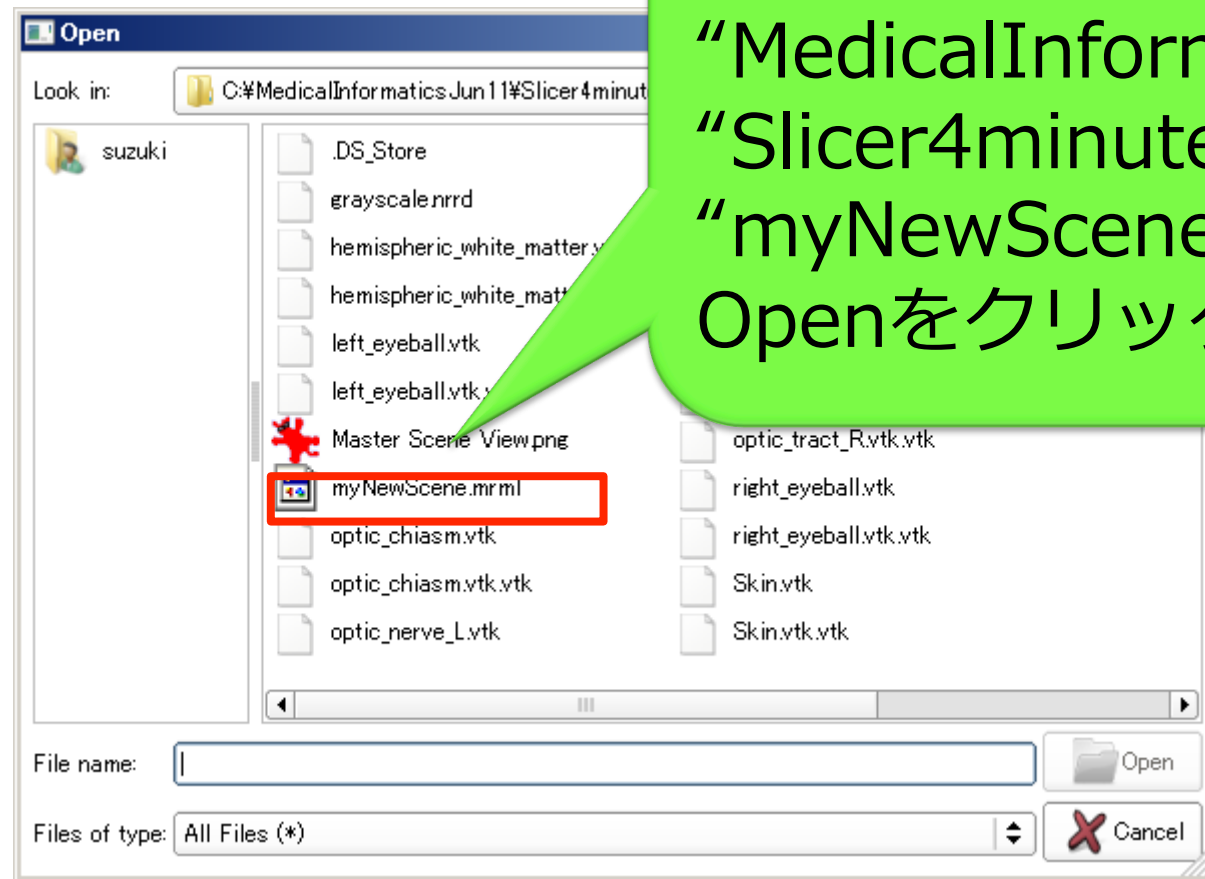 Open
Look in:
C:¥MedicalInformaticsJun11¥Slicer4minut
suzuki
.DS_Store
grayscale.nrrd
hemispheric_white_matter.v
hemispheric_white_matt
left_eyeball.vtk
left_eyeball.vtk.v
Master Scene View.png
myNewScene.mrml
optic_chiasm.vtk
optic_chiasm.vtk.vtk
optic_nerve_L.vtk
optic_tract_R.vtk.vtk
right_eyeball.vtk
right_eyeball.vtk.vtk
Skin.vtk
Skin.vtk.vtk
“MedicalInfor
“Slicer4minute
“myNewScene
Openをクリッ
File name:
Open
Files of type:
All Files (*)
Cancel